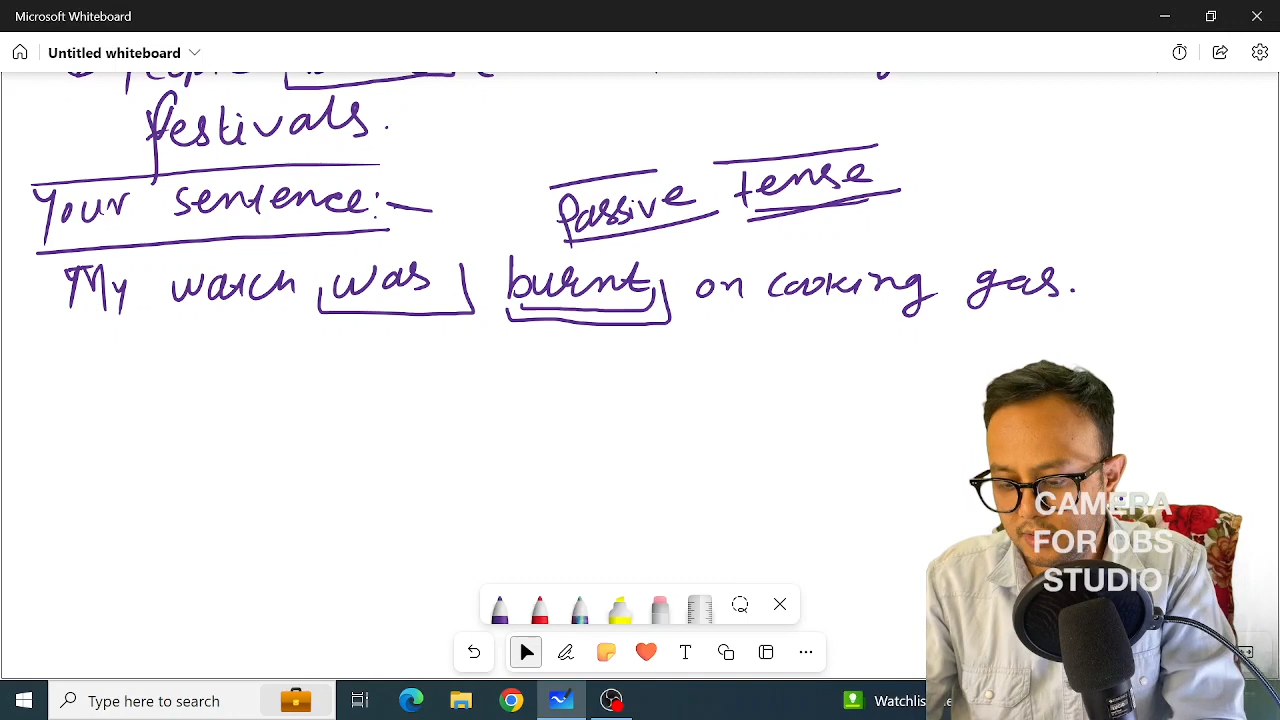 Microsoft Whiteboard
Untitled whiteboard
festivals.
Your sentence:-
Passive tense
My watch was burnt on cooking gas.
CAMERA
FOR OBS
STUDIO
Type here to search
Watchlis